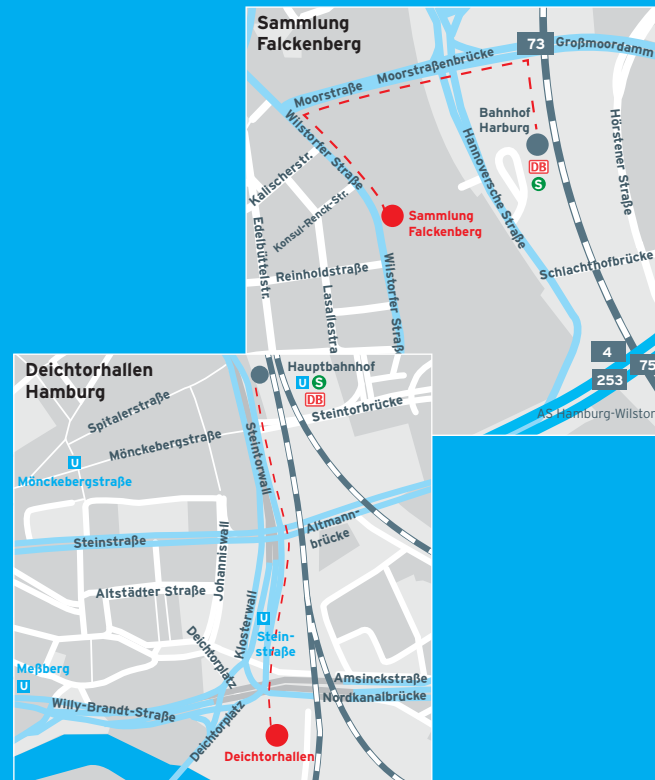 Sammlung
Falckenberg
73
Großmoordamm
Moorstraßenbrücke
Moorstraße
Bahnhof
Harburg
DB
S
Wilstorfer Straße
Hannoversche Straße
Hörstener Straße
Kalischerstr.
Konsul-Renck-Str.
Edelbüttelstr.
Sammlung
Falckenberg
Reinholdstraße
Lasallestra
Wilstorfer Straße
Schlachthofbrücke
4
75
253
AS Hamburg-Wilstor
Deichtorhallen
Hamburg
Hauptbahnhof
U S
DB
Spitalerstraße
Steintorbrücke
Mönckebergstraße
Steintorwall
U
Mönckebergstraße
Altmann-
brücke
Steinstraße
Johanniswall
Altstädter Straße
Klosterwall
U
Stein-
straße
Deichtorplatz
Meßberg
U
Amsinckstraße
Nordkanalbrücke
Willy-Brandt-Straße
Deichtorplatz
Deichtorhallen